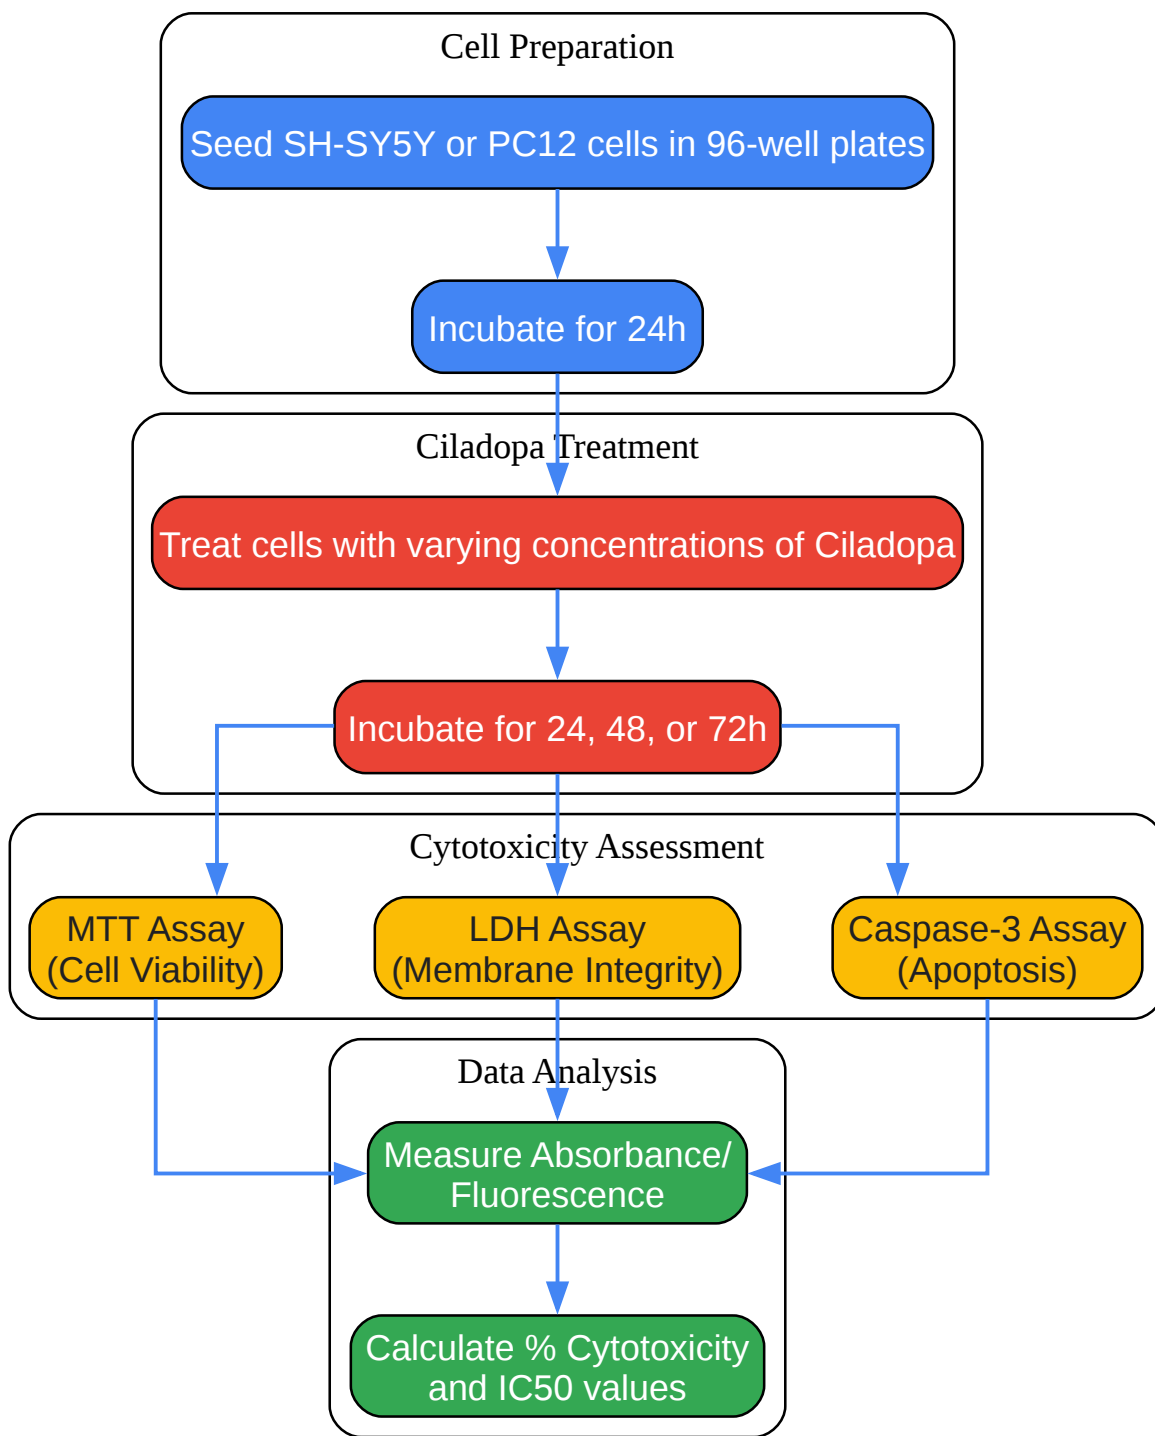 Cell Preparation
Seed SH-SY5Y or PC12 cells in 96-well plates
Incubate for 24h
Ciladopa Treatment
Treat cells with varying concentrations of Ciladopa
Incubate for 24, 48, or 72h
Cytotoxicity Assessment
MTT Assay
(Cell Viability)
LDH Assay
(Membrane Integrity)
Caspase-3 Assay
(Apoptosis)
Data Analysis
Measure Absorbance/
Fluorescence
Calculate % Cytotoxicity
and IC50 values